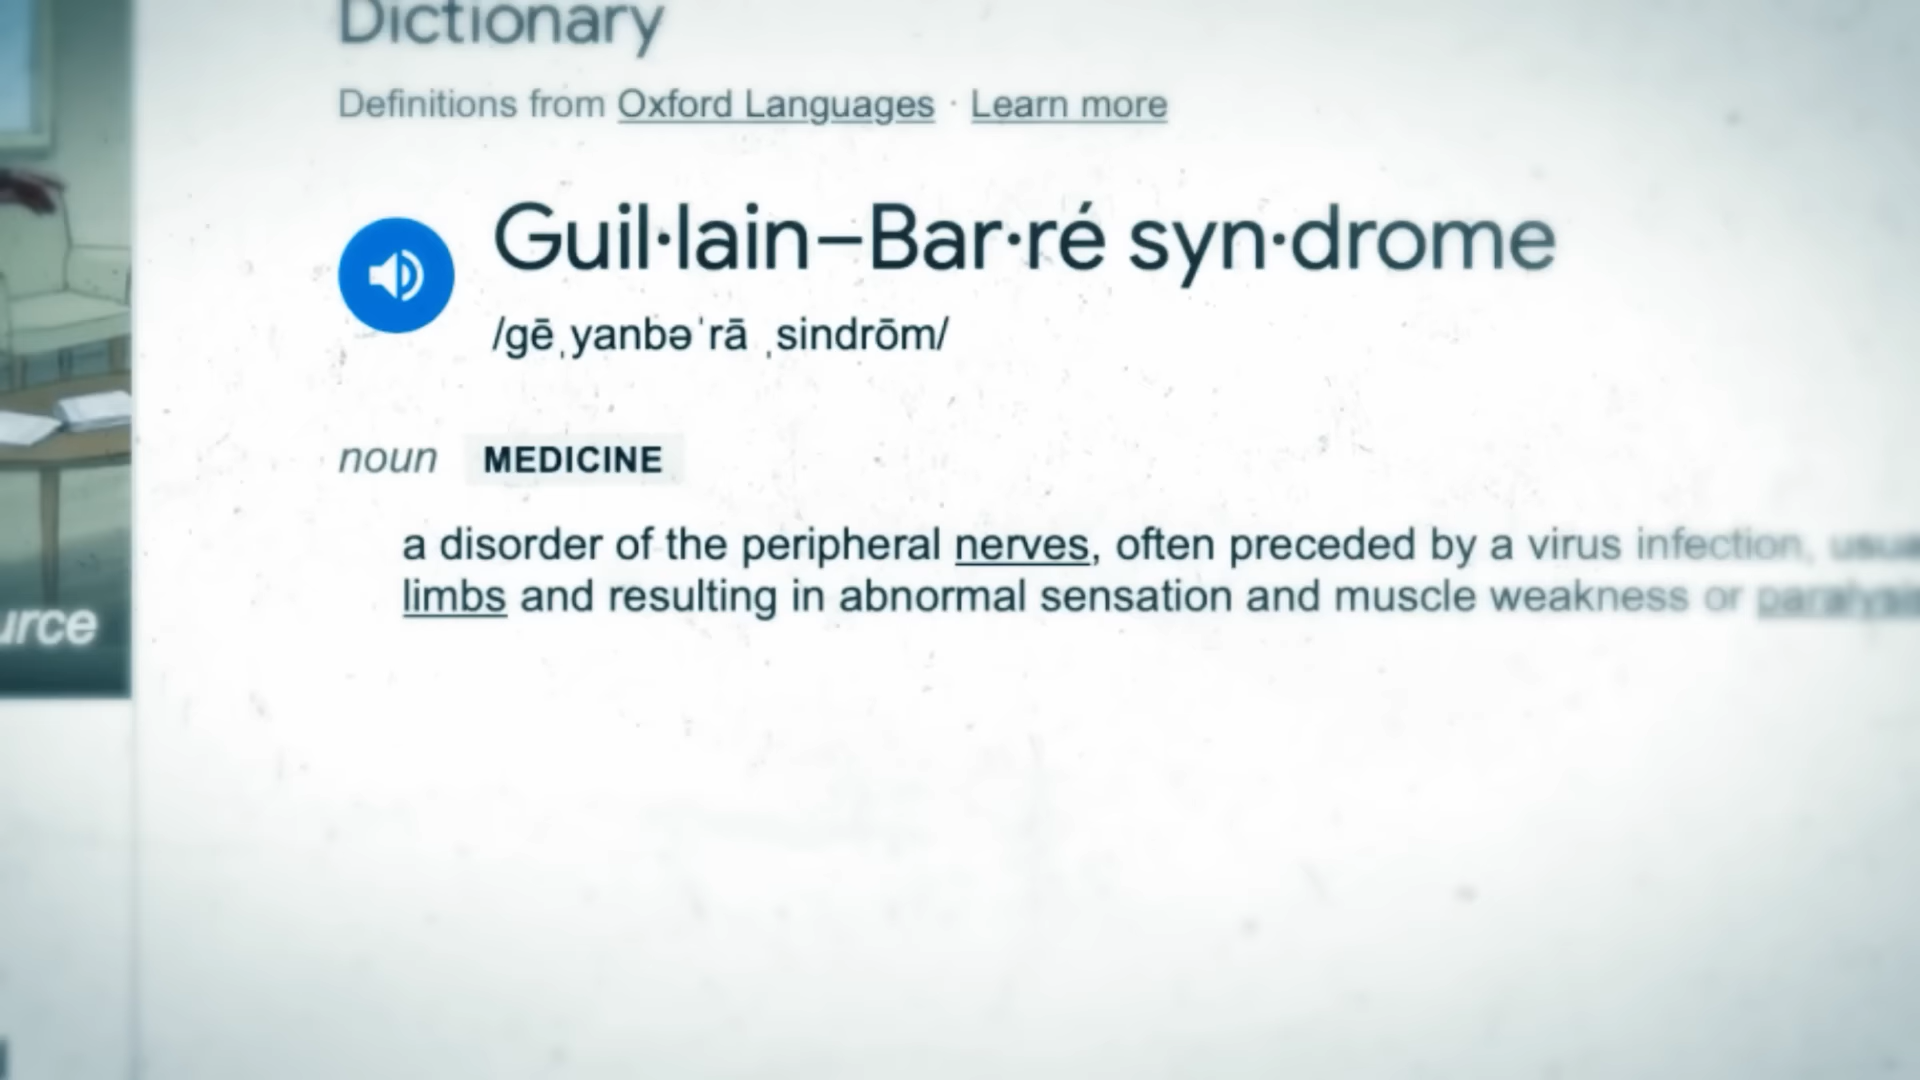 Dictionary
Definitions from Oxford Languages · Learn more
Guil·lain–Bar·ré syn·drome
/gēˌyanbəˈrā ˌsindrōm/
noun MEDICINE
a disorder of the peripheral nerves, often preceded by a virus infection,
limbs and resulting in abnormal sensation and muscle weakness or paralysis
urce